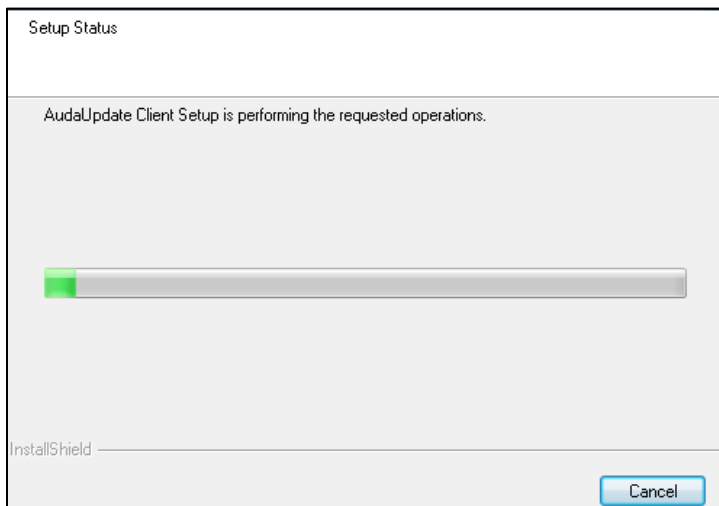 Setup Status
AudaUpdate Client Setup is performing the requested operations.
InstallShield
Cancel